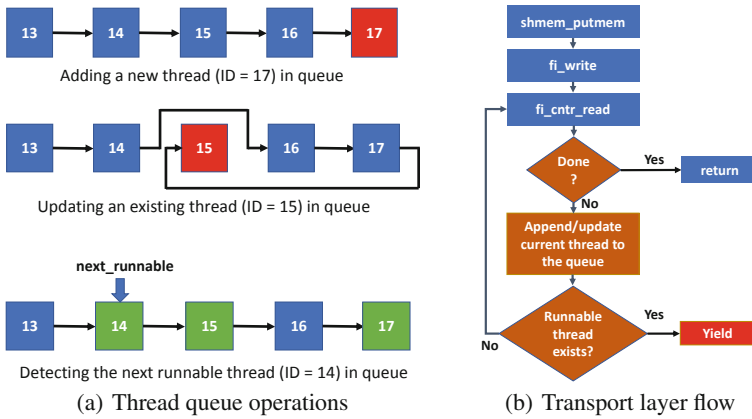 13 14 15 16 17
Adding a new thread (ID = 17) in queue
13 14 15 16 17
Updating an existing thread (ID = 15) in queue
next_runnable
13 14 15 16 17
Detecting the next runnable thread (ID = 14) in queue
(a) Thread queue operations
shmem_putmem
fi_write
fi_cntr_read
Done
?
Yes
return
No
Append/update
current thread to
the queue
Runnable
thread
exists?
Yes
Yield
No
(b) Transport layer flow